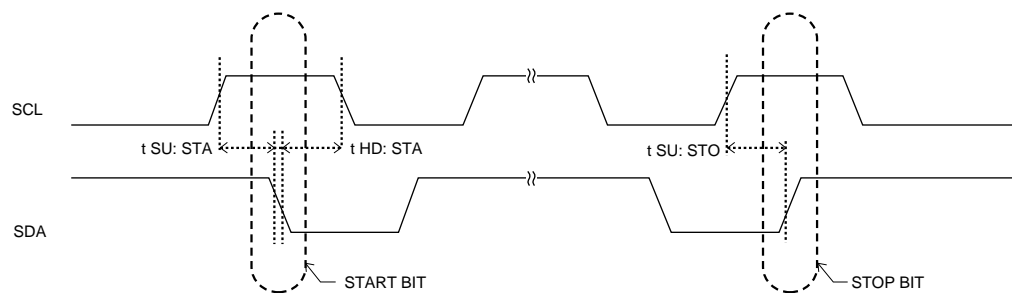 SCL
t SU: STA
t HD: STA
t SU: STO
SDA
START BIT
STOP BIT